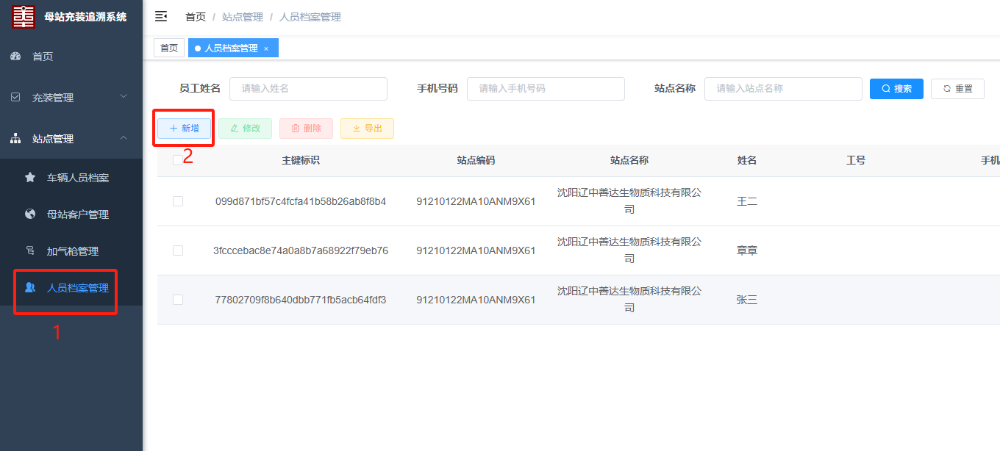 母站充装追溯系统
首页 / 站点管理 / 人员档案管理
首页
人员档案管理 ×
首页
充装管理
站点管理
车辆人员档案
母站客户管理
加气枪管理
人员档案管理
1
员工姓名 请输入姓名 手机号码 请输入手机号码 站点名称 请输入站点名称 搜索 重置
+ 新增 修改 删除 导出
2
主键标识 站点编码 站点名称 姓名 工号 手机
099d871bf57c4fcfa41b58b26ab8f8b4 91210122MA10ANM9X61 沈阳辽中善达生物质科技有限公 王二
司
3fcccebac8e74a0a8b7a68922f79eb76 91210122MA10ANM9X61 沈阳辽中善达生物质科技有限公 章章
司
77802709f8b640dbb771fb5acb64fdf3 91210122MA10ANM9X61 沈阳辽中善达生物质科技有限公 张三
司